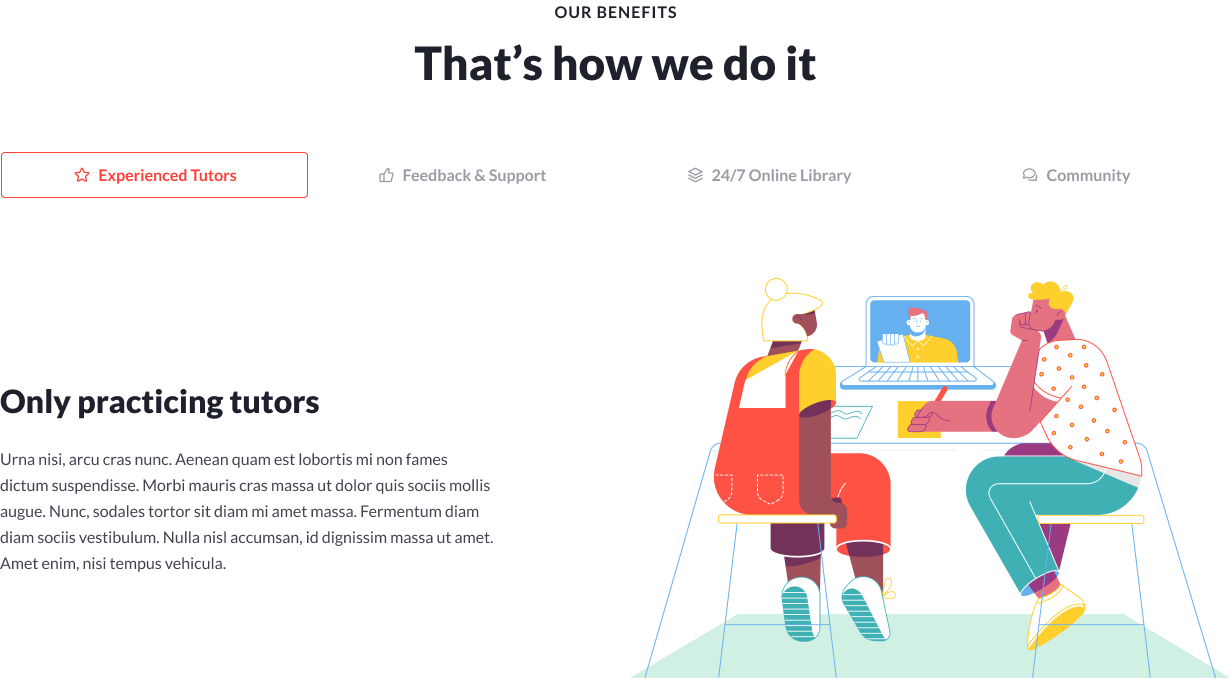 OUR BENEFITS
That’s how we do it
Experienced Tutors
Feedback & Support
24/7 Online Library
Community
Only practicing tutors
Urna nisi, arcu cras nunc. Aenean quam est lobortis mi non fames
dictum suspendisse. Morbi mauris cras massa ut dolor quis sociis mollis
augue. Nunc, sodales tortor sit diam mi amet massa. Fermentum diam
diam sociis vestibulum. Nulla nisl accumsan, id dignissim massa ut amet.
Amet enim, nisi tempus vehicula.